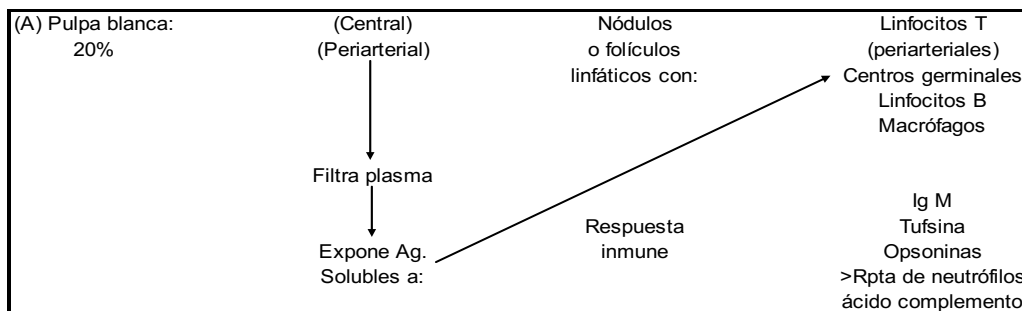 (A) Pulpa blanca:
20%
(Central)
(Periarterial)
Filtra plasma
Expone Ag.
Solubles a:
Nódulos
o folículos
linfáticos con:
Respuesta
inmune
Linfocitos T
(periarteriales)
Centros germinales
Linfocitos B
Macrófagos
Ig M
Tufsina
Opsoninas
>Rpta de neutrófilos
ácido complemento